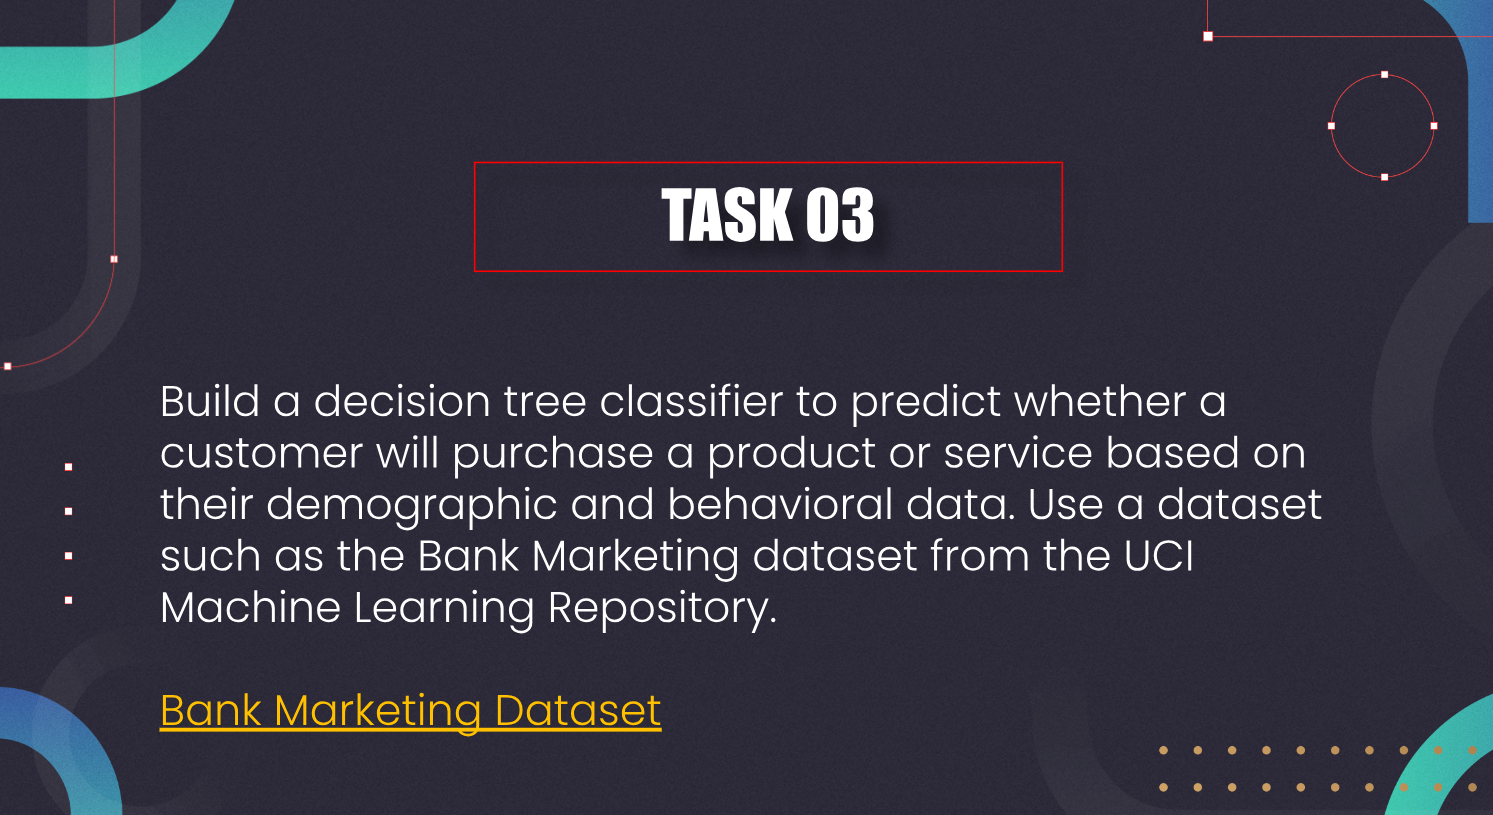 TASK 03
Build a decision tree classifier to predict whether a
customer will purchase a product or service based on
their demographic and behavioral data. Use a dataset
such as the Bank Marketing dataset from the UCI
Machine Learning Repository.
Bank Marketing Dataset